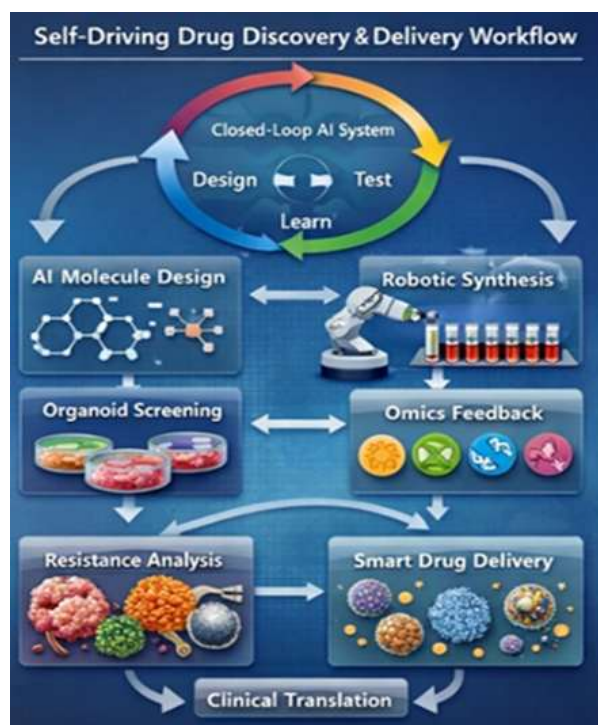 Self-Driving Drug Discovery & Delivery Workflow
Closed-Loop AI System
Design
Test
Learn
AI Molecule Design
Robotic Synthesis
Organoid Screening
Omics Feedback
Resistance Analysis
Smart Drug Delivery
Clinical Translation